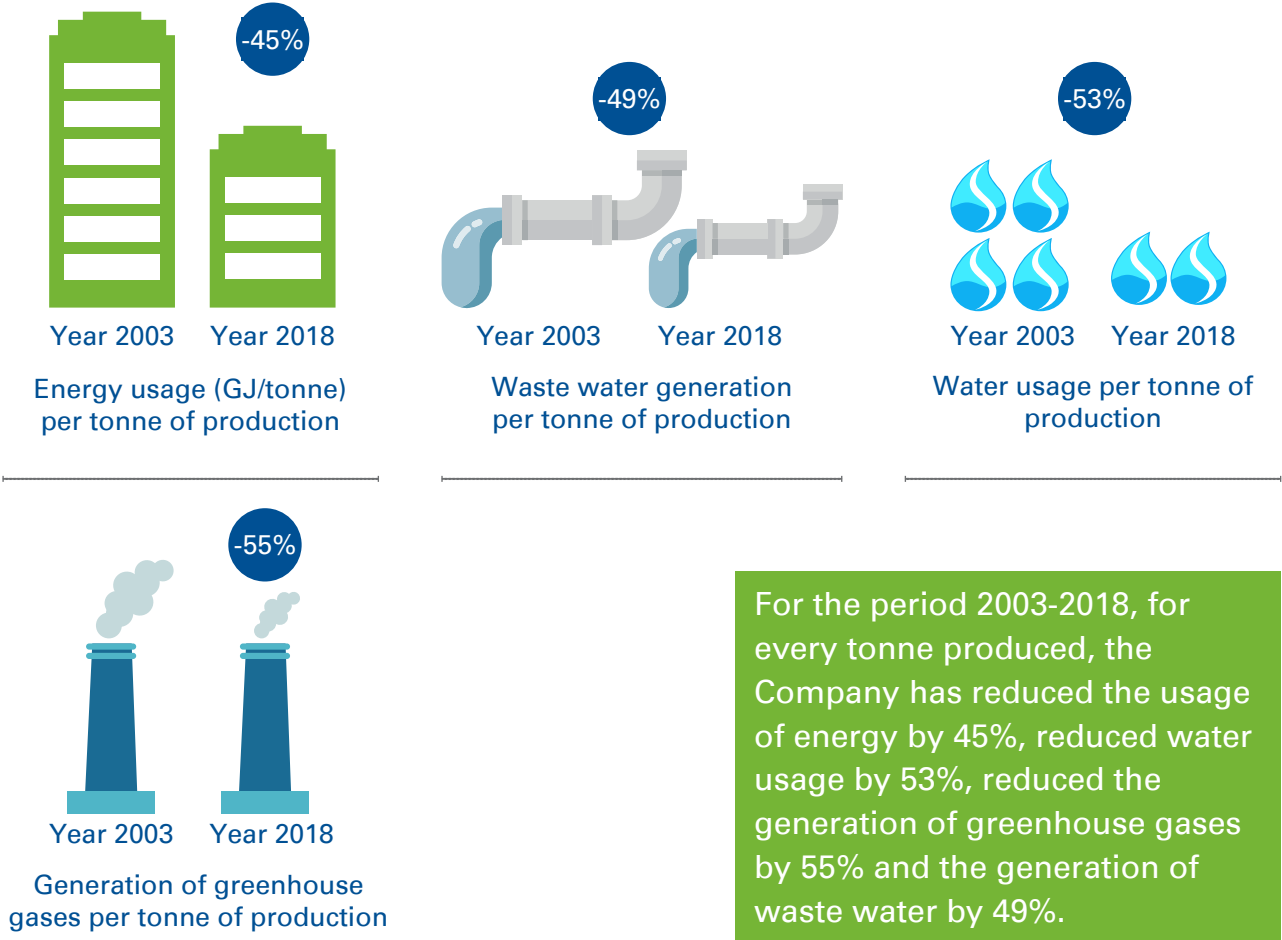 -45%
Year 2003 Year 2018
Energy usage (GJ/tonne)
per tonne of production
-49%
Year 2003 Year 2018
Waste water generation
per tonne of production
-53%
Year 2003 Year 2018
Water usage per tonne of
production
-55%
Year 2003 Year 2018
Generation of greenhouse
gases per tonne of production
For the period 2003-2018, for
every tonne produced, the
Company has reduced the usage
of energy by 45%, reduced water
usage by 53%, reduced the
generation of greenhouse gases
by 55% and the generation of
waste water by 49%.